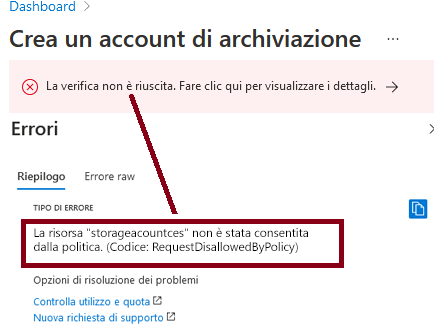 Dashboard
Crea un account di archiviazione ...
La verifica non è riuscita. Fare clic qui per visualizzare i dettagli.
Errori
Riepilogo Errore raw
TIPO DI ERRORE
La risorsa "storageacountces" non è stata consentita
dalla politica. (Codice: RequestDisallowedByPolicy)
Opzioni di risoluzione dei problemi
Controlla utilizzo e quota
Nuova richiesta di supporto